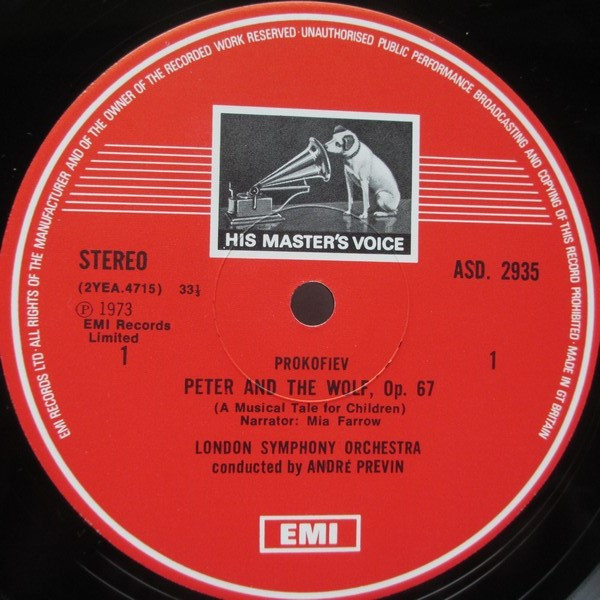 EMI RECORDS LTD · ALL RIGHTS OF THE MANUFACTURER AND OF THE OWNER OF THE RECORDED WORK RESERVED · UNAUTHORISED PUBLIC PERFORMANCE BROADCASTING AND COPYING OF THIS RECORD PROHIBITED · MADE IN GT BRITAIN
HIS MASTER'S VOICE
STEREO
ASD. 2935
(2YEA.4715) 33⅓
Ⓟ 1973
EMI Records
Limited
1
1
PROKOFIEV
PETER AND THE WOLF, Op. 67
(A Musical Tale for Children)
Narrator: Mia Farrow
LONDON SYMPHONY ORCHESTRA
conducted by ANDRÉ PREVIN
EMI